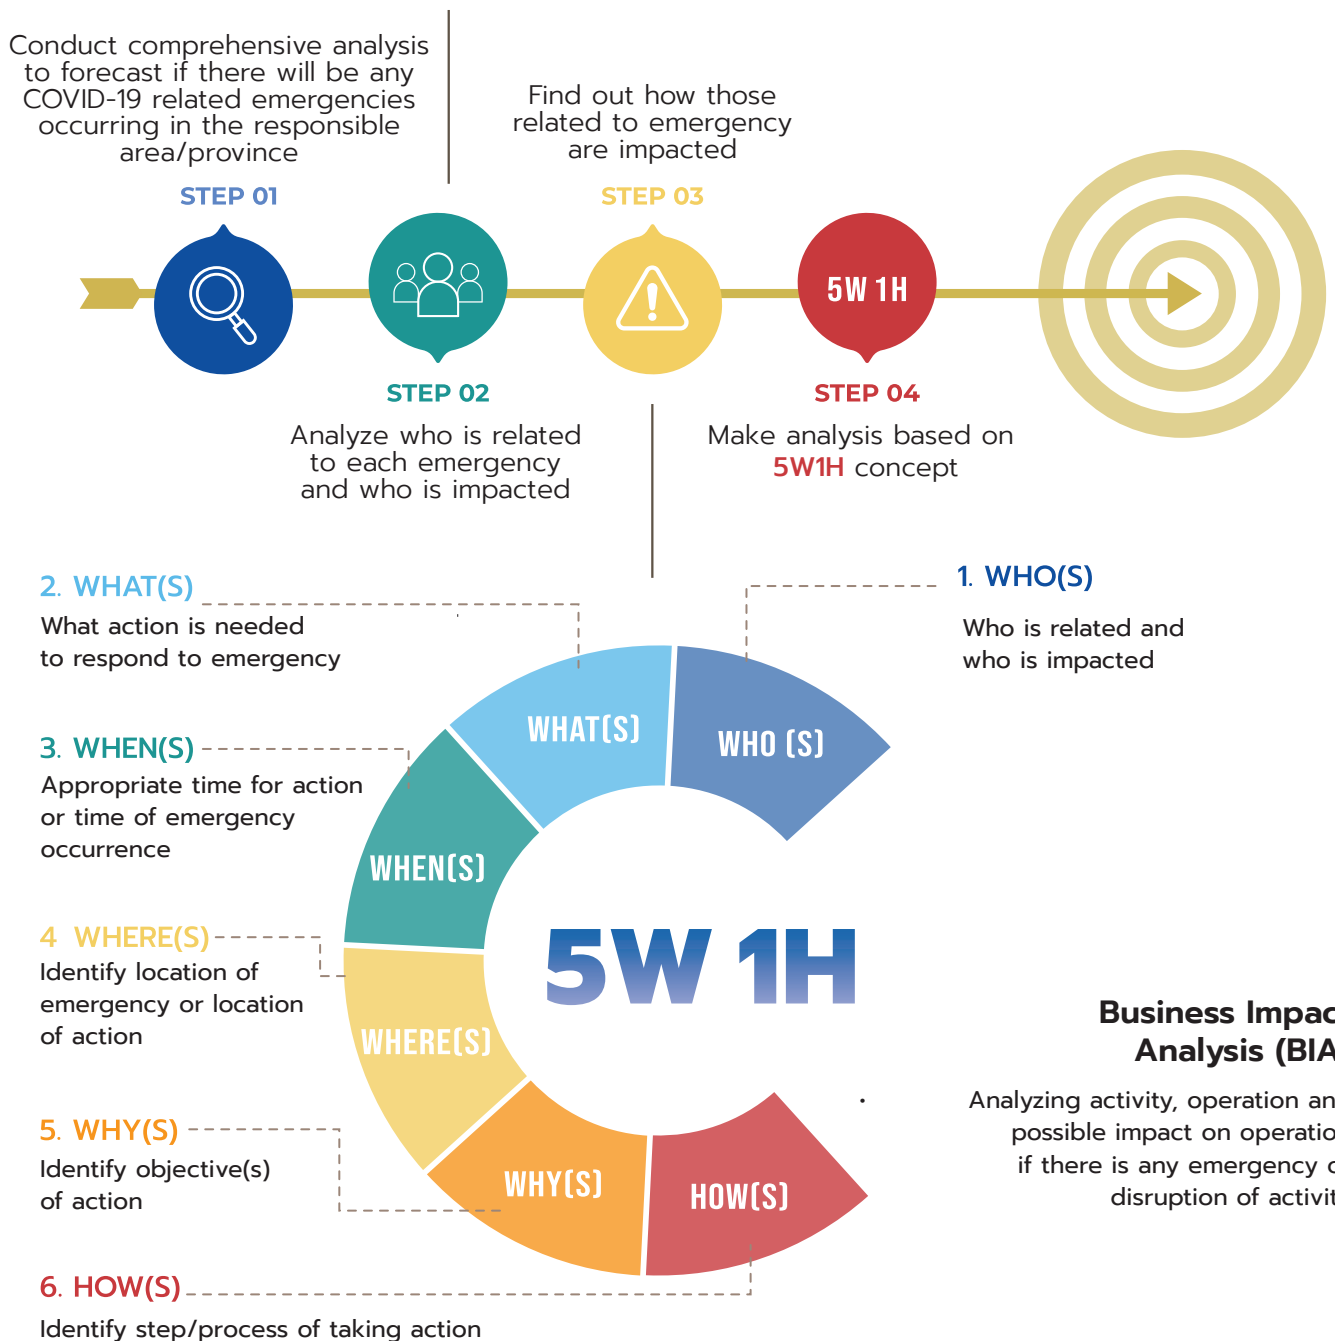 Conduct comprehensive analysis
to forecast if there will be any
COVID-19 related emergencies
occurring in the responsible
area/province
STEP 01
Find out how those
related to emergency
are impacted
STEP 03
5W 1H
STEP 02
Analyze who is related
to each emergency
and who is impacted
STEP 04
Make analysis based on
5W1H concept
1. WHO(S)
Who is related and
who is impacted
2. WHAT(S)
What action is needed
to respond to emergency
3. WHEN(S)
Appropriate time for action
or time of emergency
occurrence
4 WHERE(S)
Identify location of
emergency or location
of action
5. WHY(S)
Identify objective(s)
of action
6. HOW(S)
Identify step/process of taking action
WHO (S)
WHAT(S)
WHEN(S)
WHERE(S)
WHY(S)
HOW(S)
5W 1H
Business Impac
Analysis (BIA
Analyzing activity, operation an
possible impact on operatio
if there is any emergency o
disruption of activit